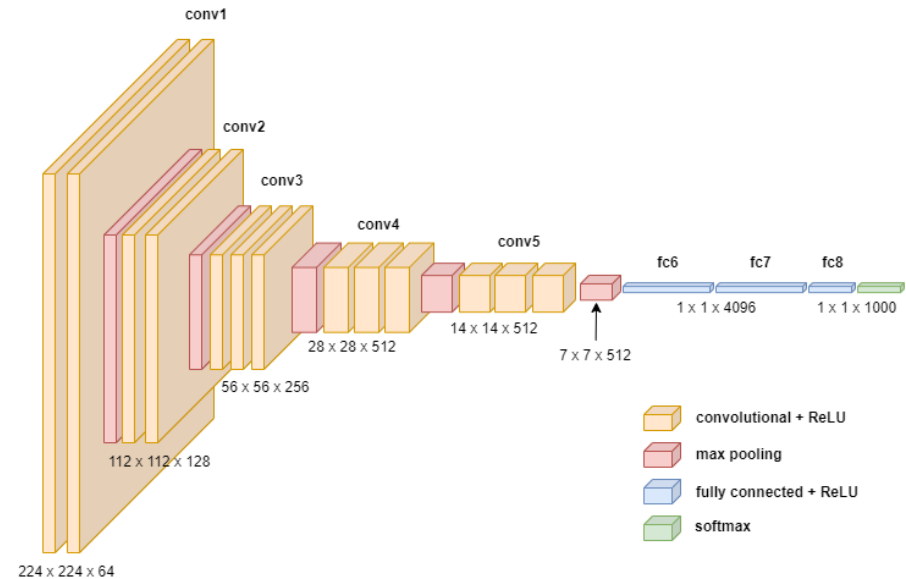 conv1
conv2
conv3
conv4
conv5
fc6
fc7
fc8
1 x 1 x 4096
1 x 1 x 1000
14 x 14 x 512
28 x 28 x 512
7 x 7 x 512
56 x 56 x 256
112 x 112 x 128
224 x 224 x 64
convolutional + ReLU
max pooling
fully connected + ReLU
softmax